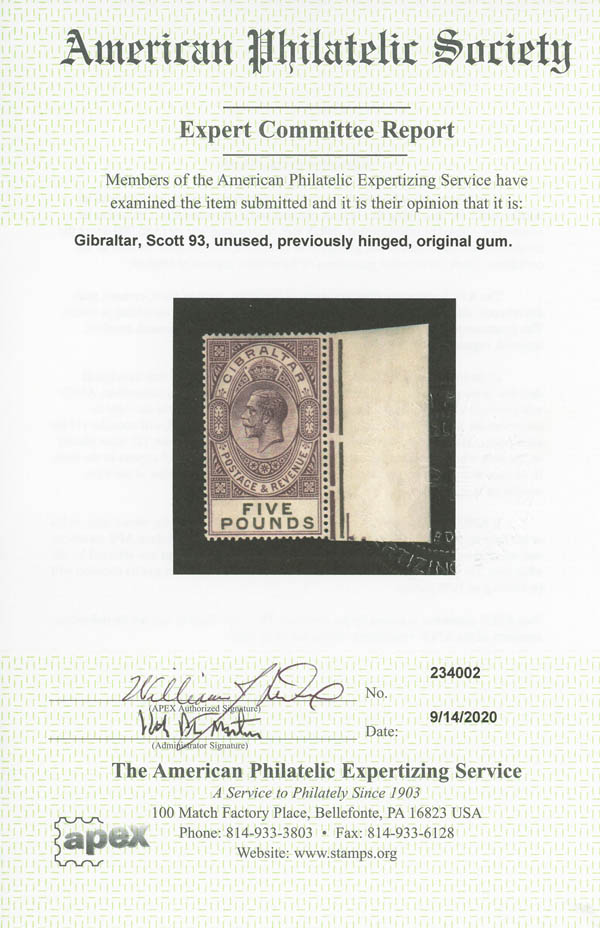 American Philatelic Society
Expert Committee Report
Members of the American Philatelic Expertizing Service have
examined the item submitted and it is their opinion that it is:
Gibraltar, Scott 93, unused, previously hinged, original gum.
GIBRALTAR
POSTAGE & REVENUE
FIVE
POUNDS
TIZING
234002
No.
(APEX Authorized Signature)
9/14/2020
Date:
(Administrator Signature)
The American Philatelic Expertizing Service
A Service to Philately Since 1903
100 Match Factory Place, Bellefonte, PA 16823 USA
Phone: 814-933-3803 • Fax: 814-933-6128
Website: www.stamps.org
apex